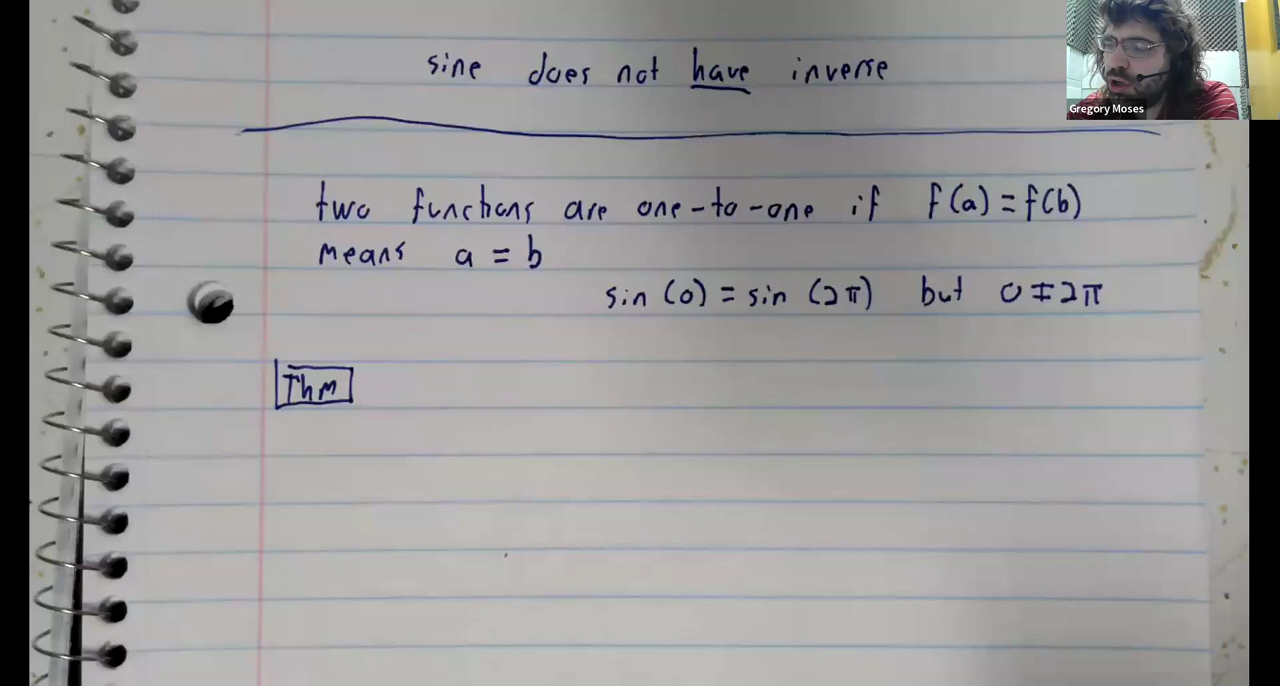 sine does not have inverse
Gregory Moses
two functions are one-to-one if f(a) = f(b)
means a = b
sin (0) = sin (2π) but 0 ≠ 2π
Thm